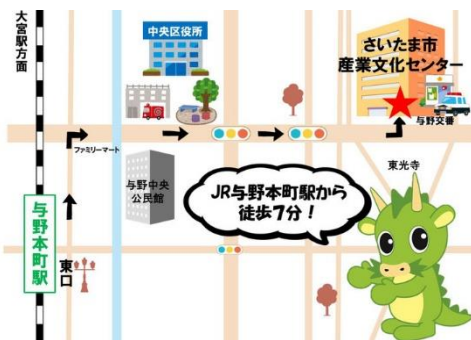 大宮駅方面
中央区役所
さいたま市
産業文化センター
与野交番
ファミリーマート
与野中央
公民館
東光寺
JR与野本町駅から
徒歩7分！
与野本町駅
東口